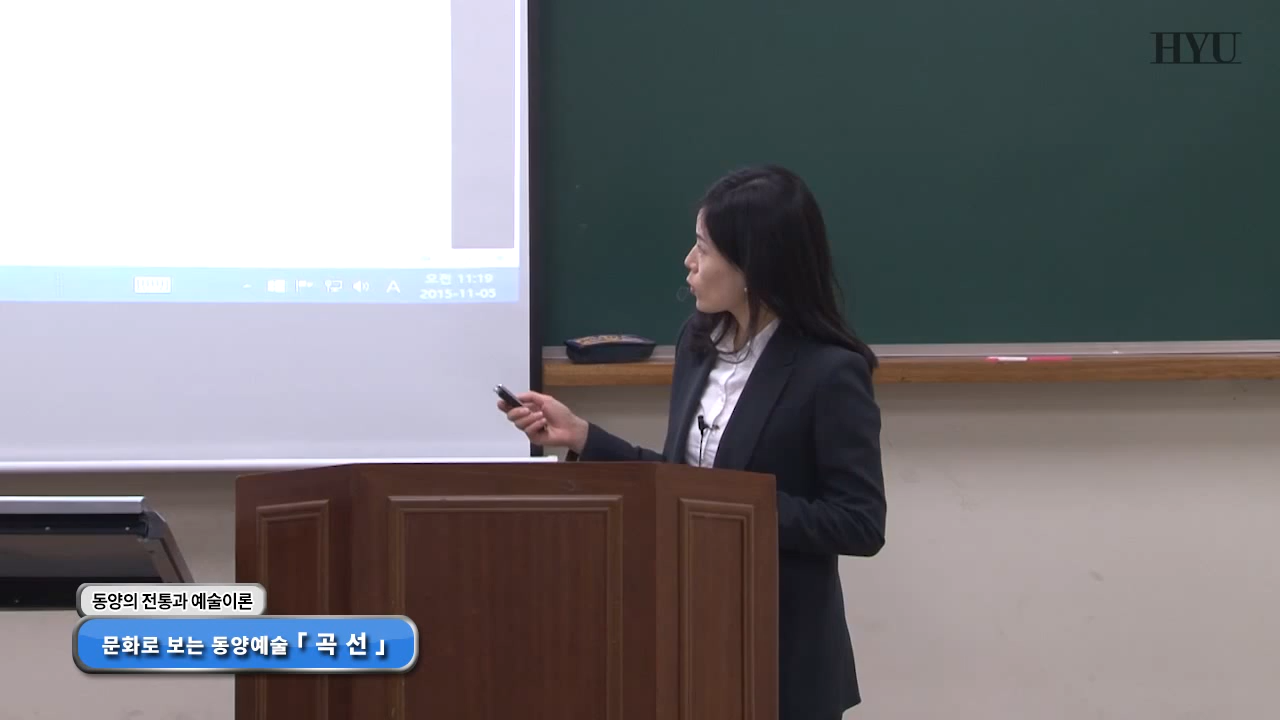 HYU
오전 11:19
A
2015-11-05
동양의 전통과 예술이론
문화로 보는 동양예술 「 곡 선 」